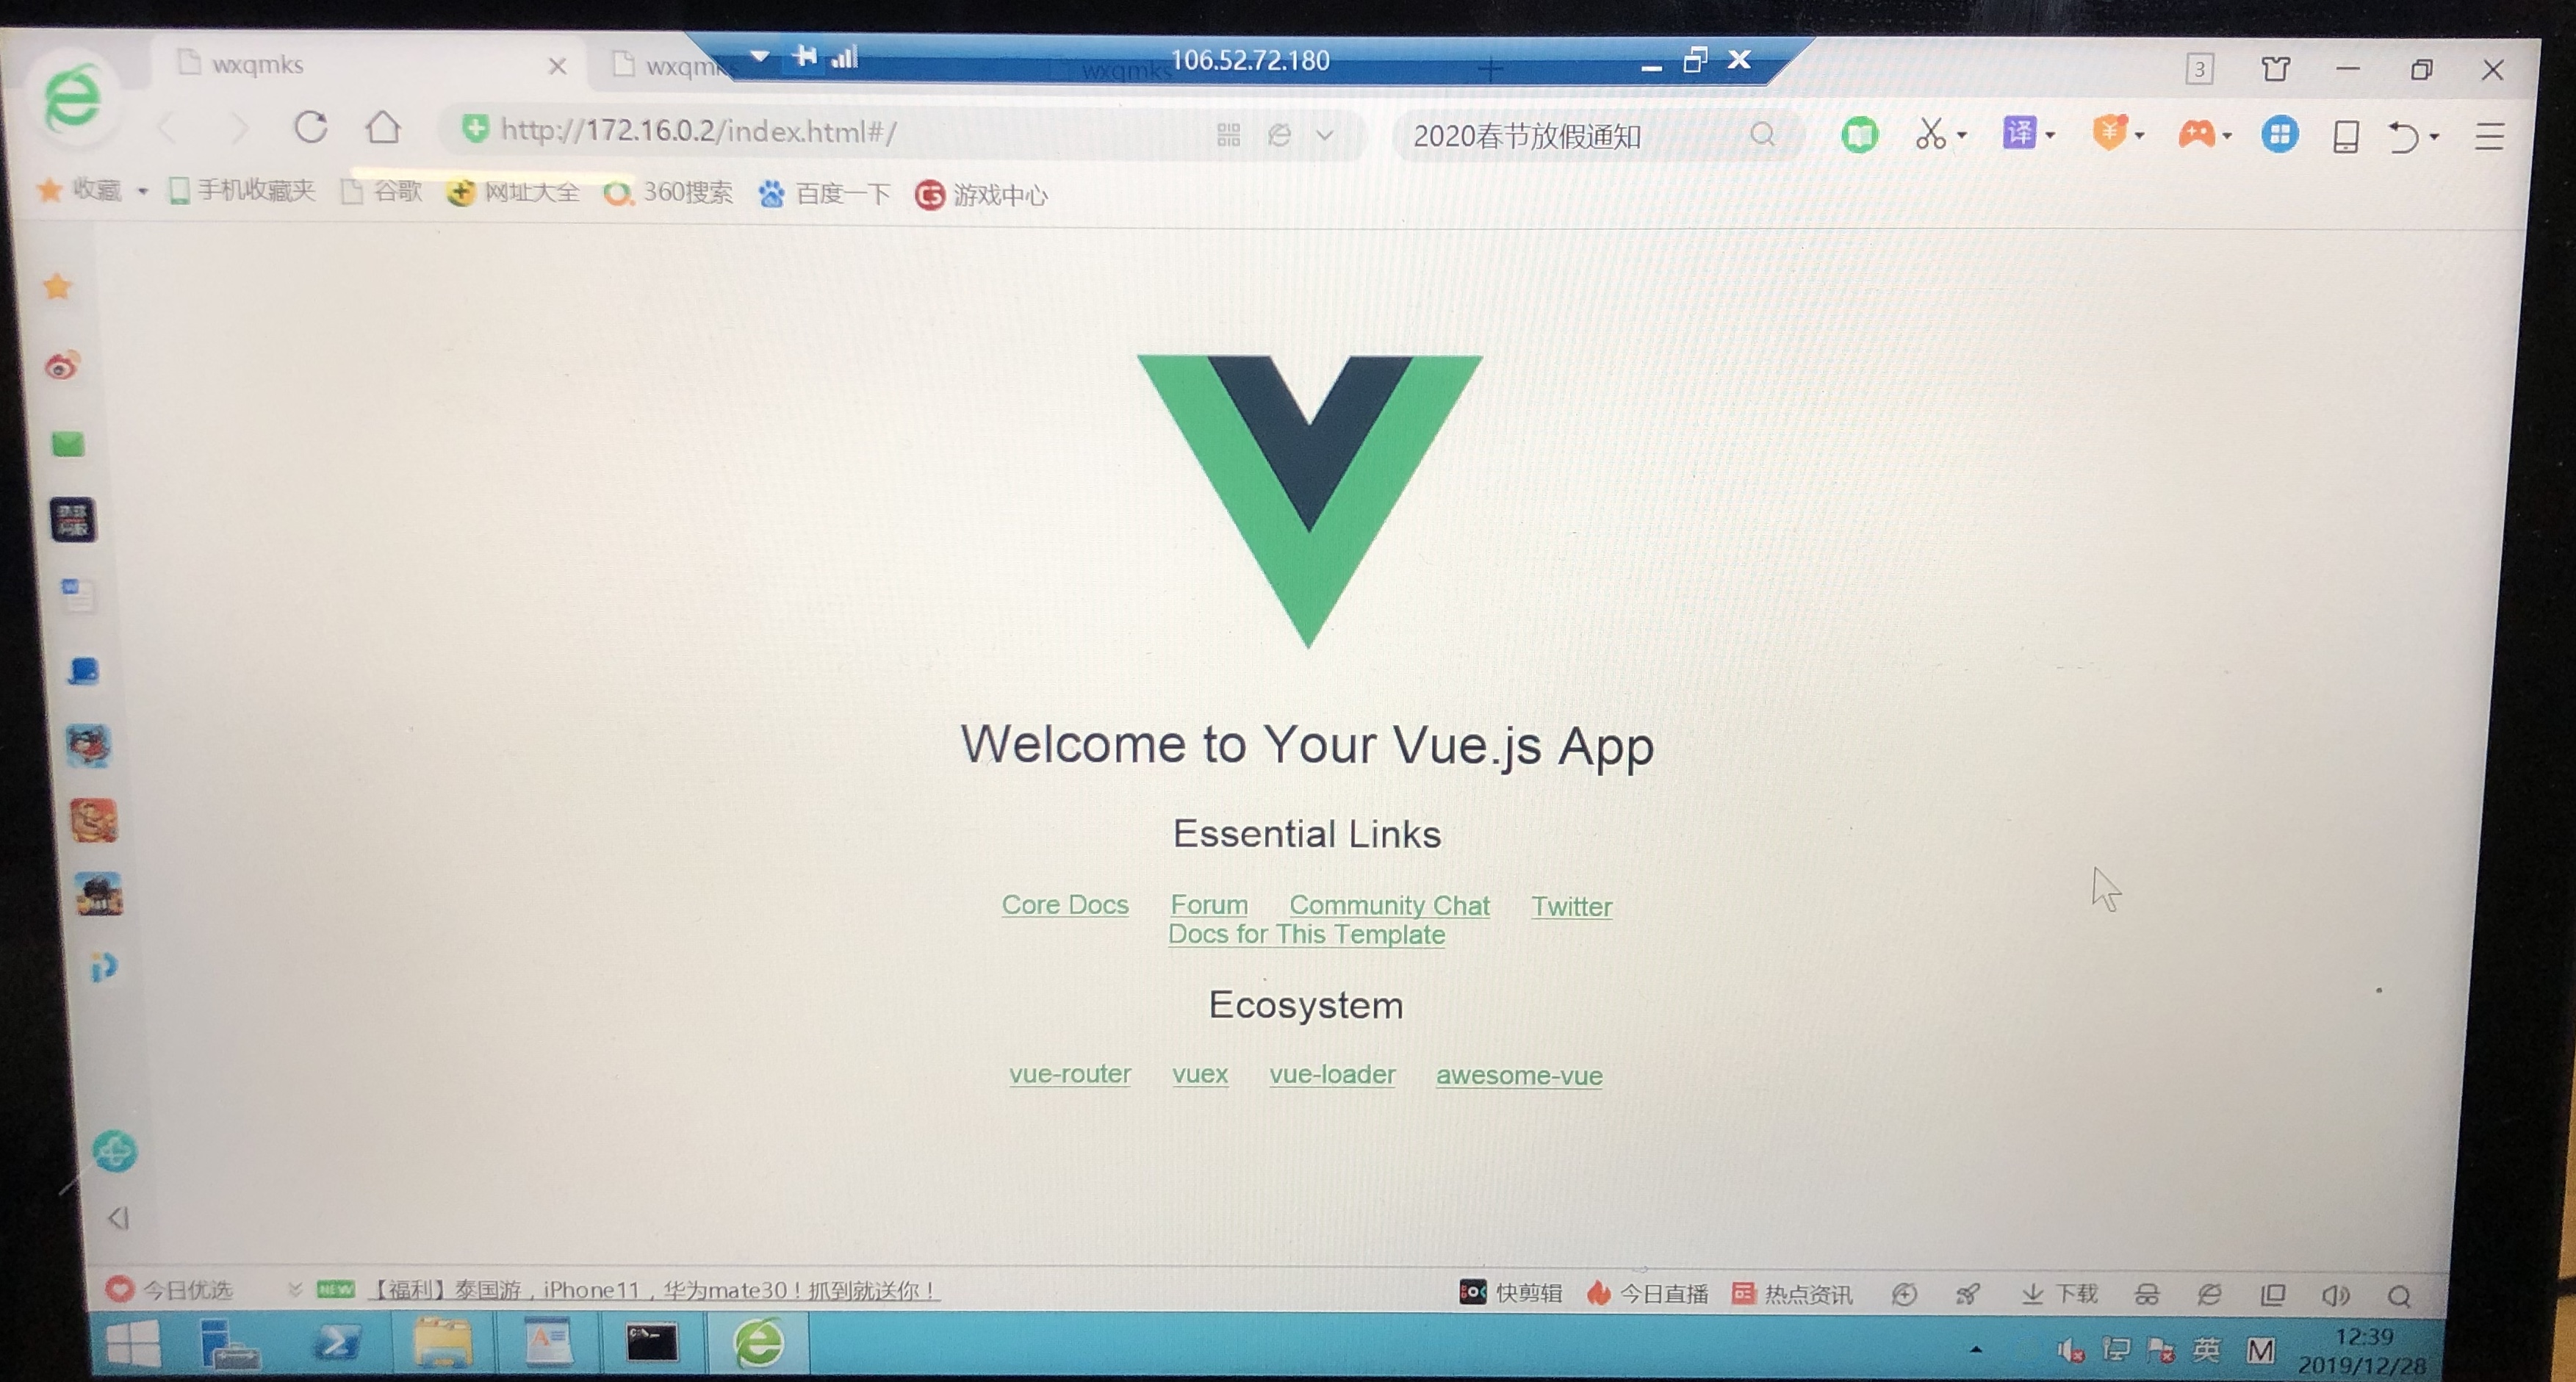 wxqmks
wxqm
wxqmks
106.52.72.180
3
http://172.16.0.2/index.html#/
2020春节放假通知
译
收藏
手机收藏夹
谷歌
网址大全
360搜索
百度一下
游戏中心
Welcome to Your Vue.js App
Essential Links
Core Docs Forum Community Chat Twitter
Docs for This Template
Ecosystem
vue-router vuex vue-loader awesome-vue
今日优选
NEW
【福利】泰国游，iPhone11，华为mate30！抓到就送你！
快剪辑
今日直播
热点资讯
下载
英
M
12:39
2019/12/28